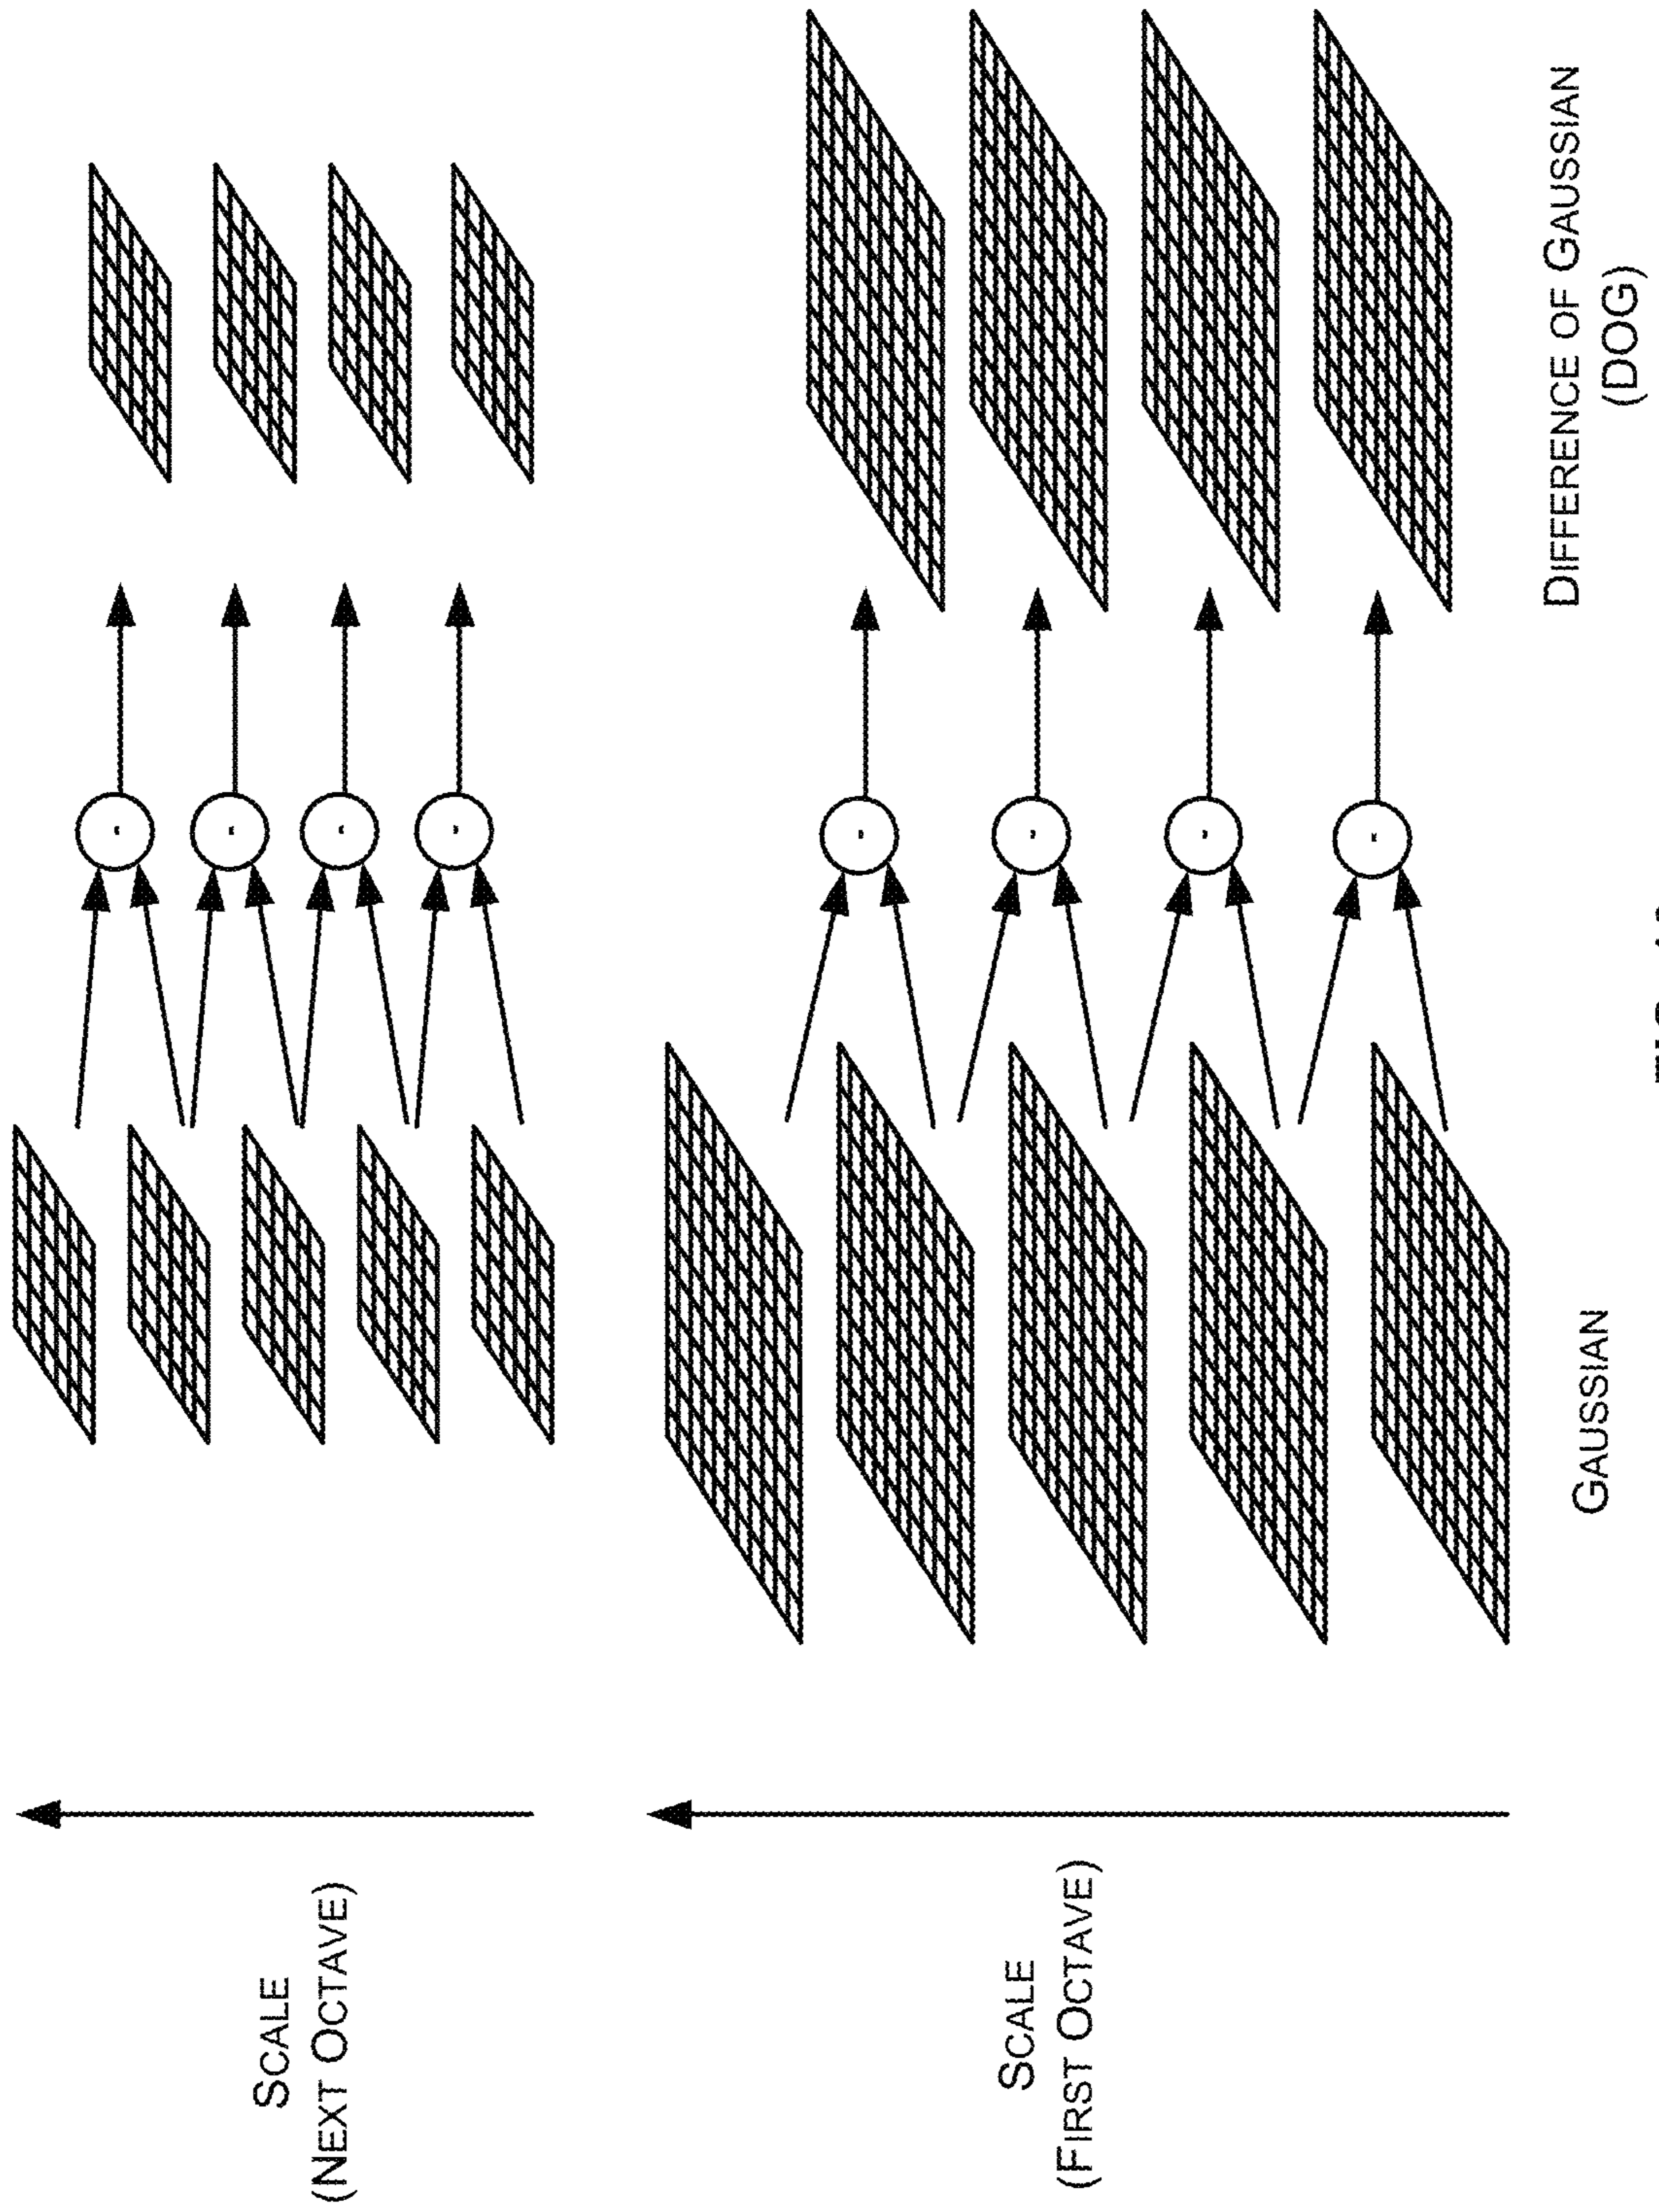 SCALE
(NEXT OCTAVE)
SCALE
(FIRST OCTAVE)
GAUSSIAN
DIFFERENCE OF GAUSSIAN
(DOG)